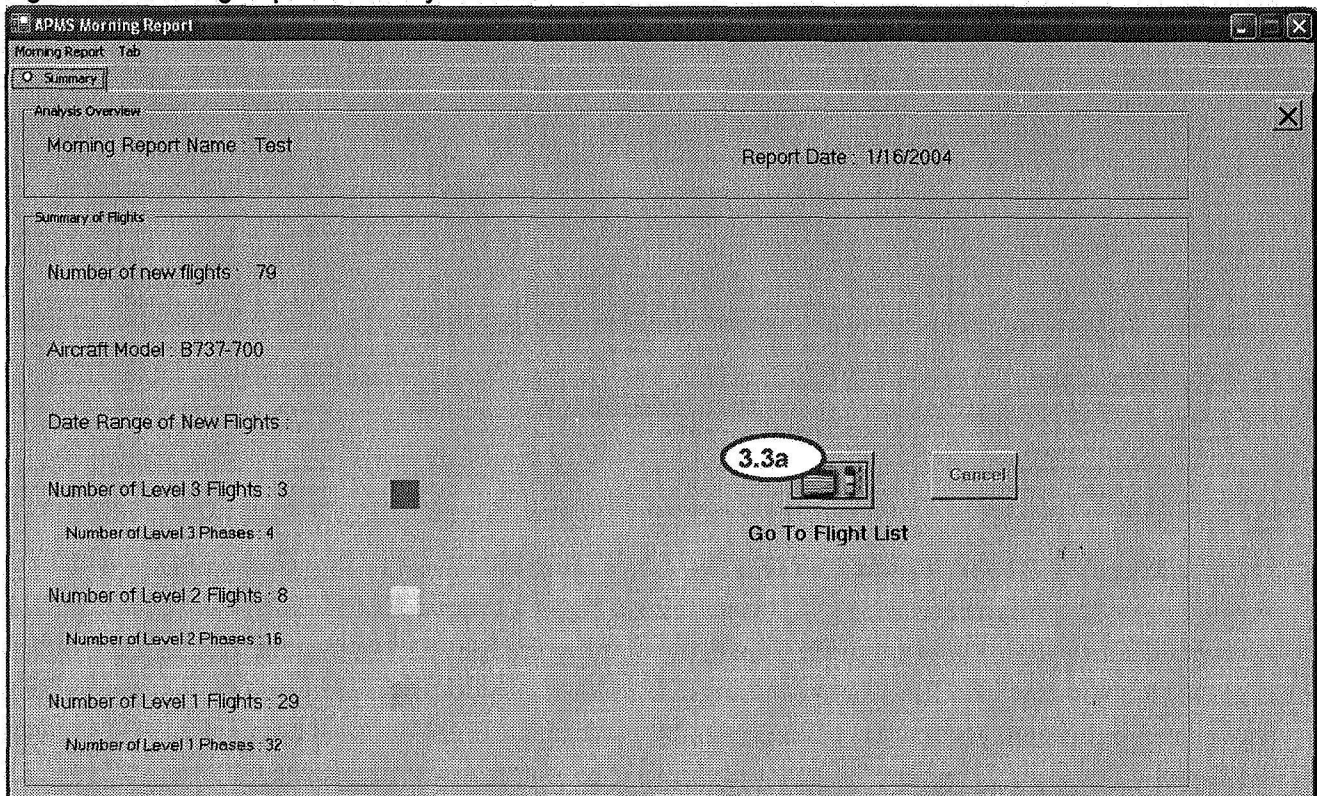 APMS Morning Report
Morning Report Tab
Summary
Analysis Overview
Morning Report Name : Test
Report Date : 1/16/2004
Summary of Flights
Number of new flights : 79
Aircraft Model : B737-700
Date Range of New Flights :
Number of Level 3 Flights : 3
Number of Level 3 Phases : 4
3.3a
Cancel
Go To Flight List
Number of Level 2 Flights : 8
Number of Level 2 Phases : 16
Number of Level 1 Flights : 29
Number of Level 1 Phases : 32